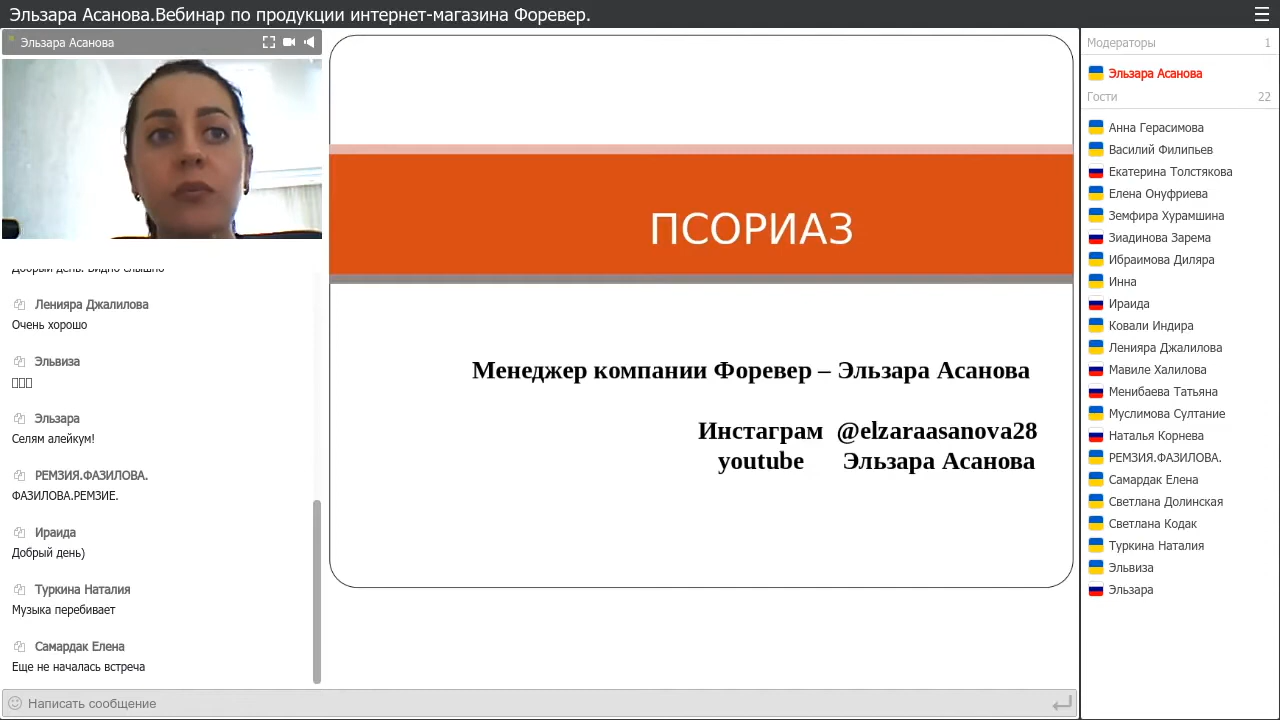 Эльзара Асанова.Вебинар по продукции интернет-магазина Форевер.
Эльзара Асанова
Добрый день. Видно слышно
Ленияра Джалилова
Очень хорошо
Эльвиза
Эльзара
Селям алейкум!
РЕМЗИЯ.ФАЗИЛОВА.
ФАЗИЛОВА.РЕМЗИЕ.
Ираида
Добрый день)
Туркина Наталия
Музыка перебивает
Самардак Елена
Еще не началась встреча
Написать сообщение
ПСОРИАЗ
Менеджер компании Форевер – Эльзара Асанова
Инстаграм @elzaraasanova28
youtube Эльзара Асанова
Модераторы 1
Эльзара Асанова
Гости 22
Анна Герасимова
Василий Филипьев
Екатерина Толстякова
Елена Онуфриева
Земфира Хурамшина
Зиадинова Зарема
Ибраимова Диляра
Инна
Ираида
Ковали Индира
Ленияра Джалилова
Мавиле Халилова
Менибаева Татьяна
Муслимова Султание
Наталья Корнева
РЕМЗИЯ.ФАЗИЛОВА.
Самардак Елена
Светлана Долинская
Светлана Кодак
Туркина Наталия
Эльвиза
Эльзара